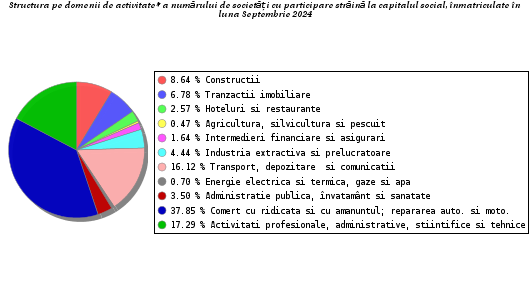 Structura pe domenii de activitate* a numărului de societăți cu participare străină la capitalul social, înmatriculate în
luna Septembrie 2024
8.64 % Constructii
6.78 % Tranzactii imobiliare
2.57 % Hoteluri si restaurante
0.47 % Agricultura, silvicultura si pescuit
1.64 % Intermedieri financiare si asigurari
4.44 % Industria extractiva si prelucratoare
16.12 % Transport, depozitare  si comunicatii
0.70 % Energie electrica si termica, gaze si apa
3.50 % Administratie publica, învatamânt si sanatate
37.85 % Comert cu ridicata si cu amanuntul; repararea auto. si moto.
17.29 % Activitati profesionale, administrative, stiintifice si tehnice